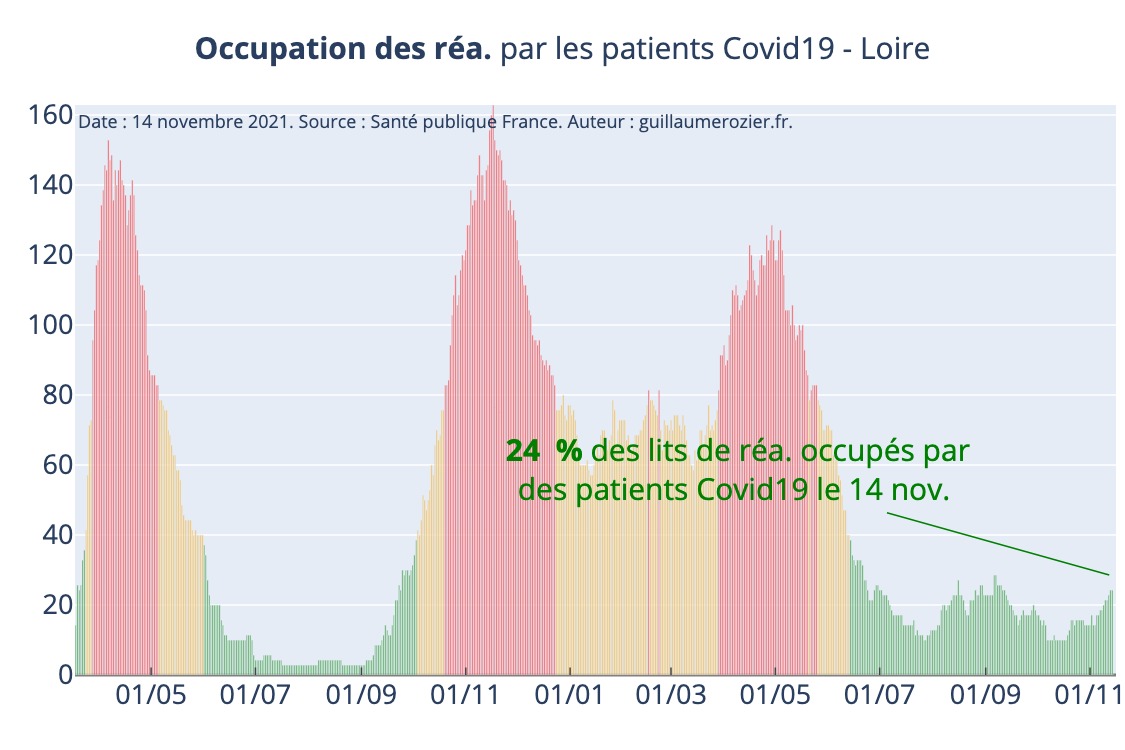 Occupation des réa. par les patients Covid19 - Loire
160
Date : 14 novembre 2021. Source : Santé publique France. Auteur : guillaumerozier.fr.
140
120
100
80
24 % des lits de réa. occupés par
60
des patients Covid19 le 14 nov.
40
20
0
01/05 01/07 01/09 01/11 01/01 01/03 01/05 01/07 01/09 01/11